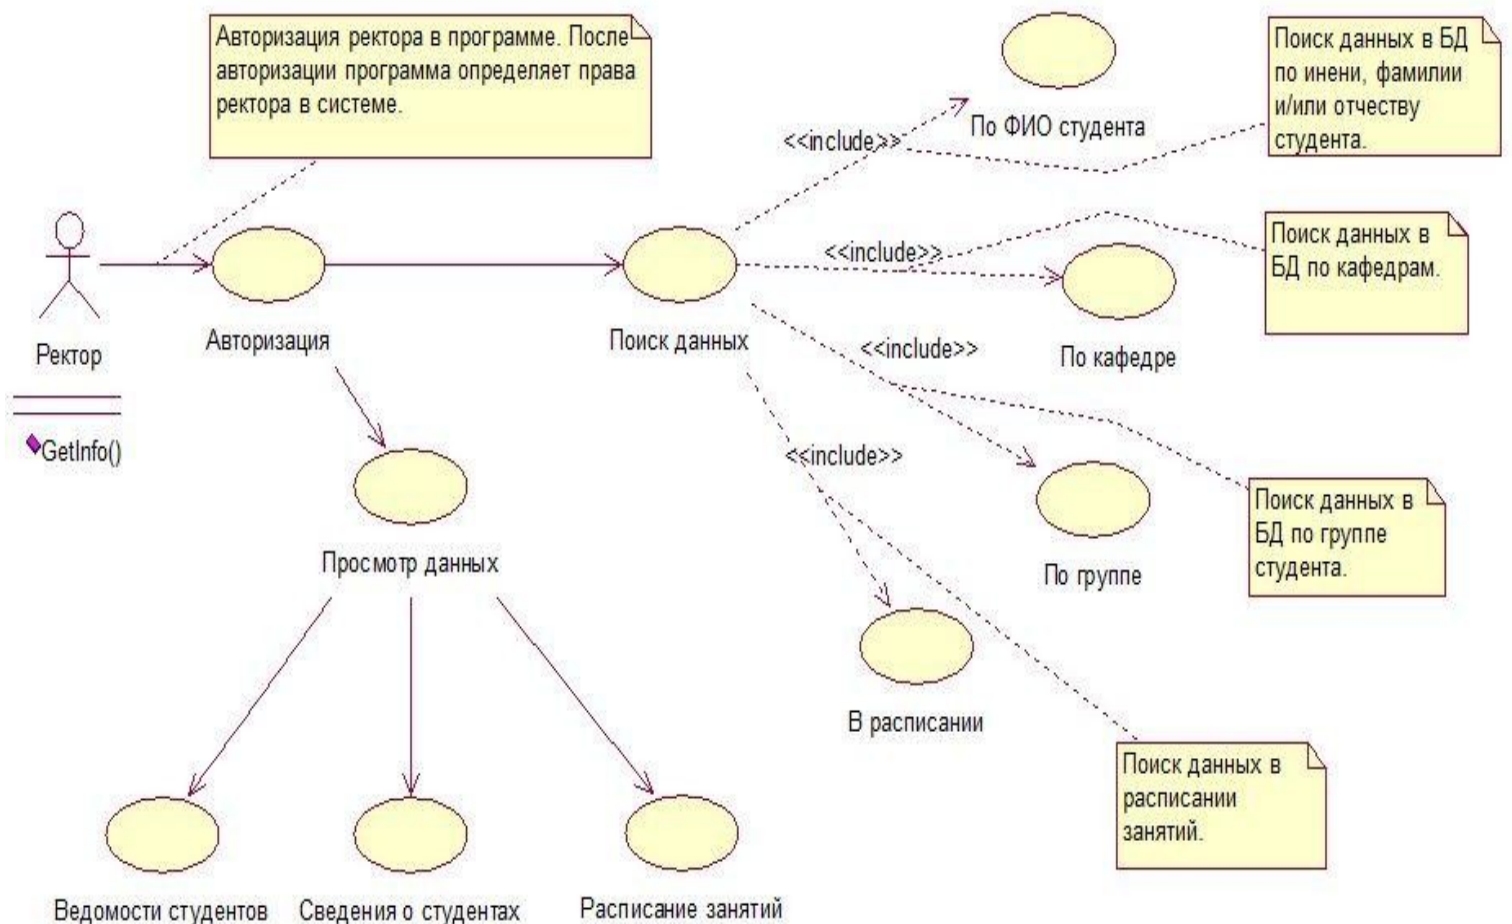 Авторизация ректора в программе. После
авторизации программа определяет права
ректора в системе.
Поиск данных в БД
по инени, фамилии
и/или отчеству
студента.
По ФИО студента
<<include>>
Поиск данных в
БД по кафедрам.
<<include>>
Ректор
Авторизация
Поиск данных
<<include>>
По кафедре
GetInfo()
<<include>>
Поиск данных в
БД по группе
студента.
Просмотр данных
По группе
В расписании
Поиск данных в
расписании
занятий.
Ведомости студентов
Сведения о студентах
Расписание занятий